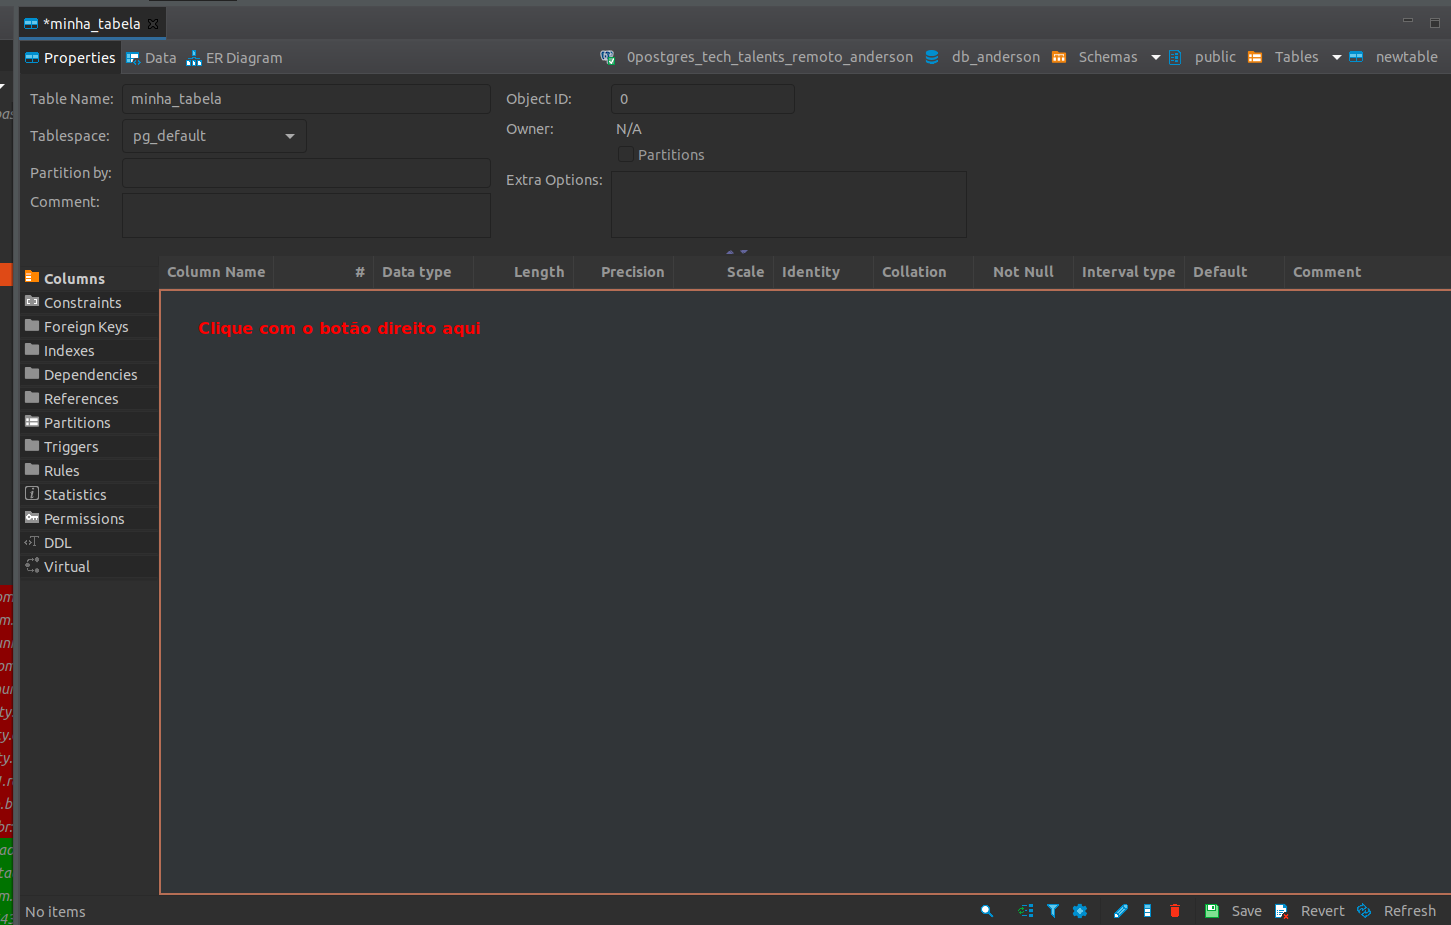 *minha_tabela
Properties Data ER Diagram 0postgres_tech_talents_remoto_anderson db_anderson Schemas public Tables newtable
Table Name: minha_tabela Object ID: 0
Tablespace: pg_default Owner: N/A
Partitions
Partition by: Extra Options:
Comment:
Column Name # Data type Length Precision Scale Identity Collation Not Null Interval type Default Comment
Columns
Constraints
Foreign Keys
Indexes
Dependencies
References
Partitions
Triggers
Rules
Statistics
Permissions
DDL
Virtual
Clique com o botão direito aqui
No items Save Revert Refresh